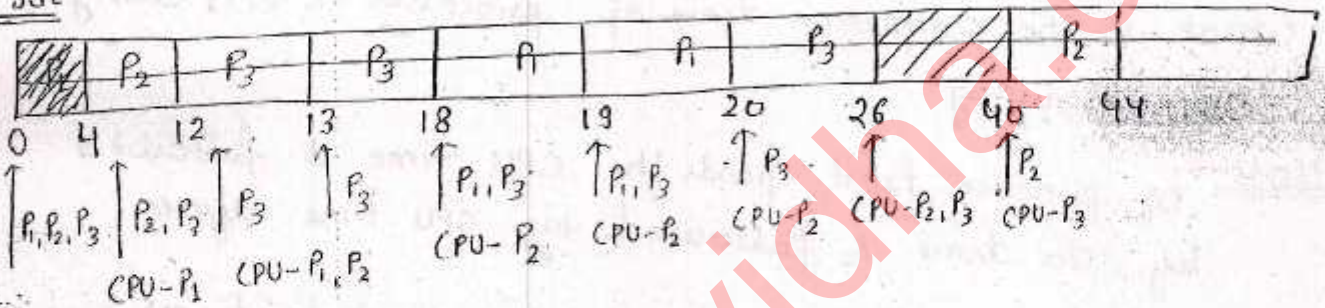 P2 P3 P3 P1 P1 P3 P2
0 4 12 13 18 19 20 26 40 44
P1, P2, P3 P2, P3 P3 P3 P1, P3 P1, P3 P3 (CPU-P2, P3 P2
(CPU-P1 (CPU-P1, P2 (CPU-P2 (CPU-P2 (CPU-P2 (CPU-P3
vidha.c